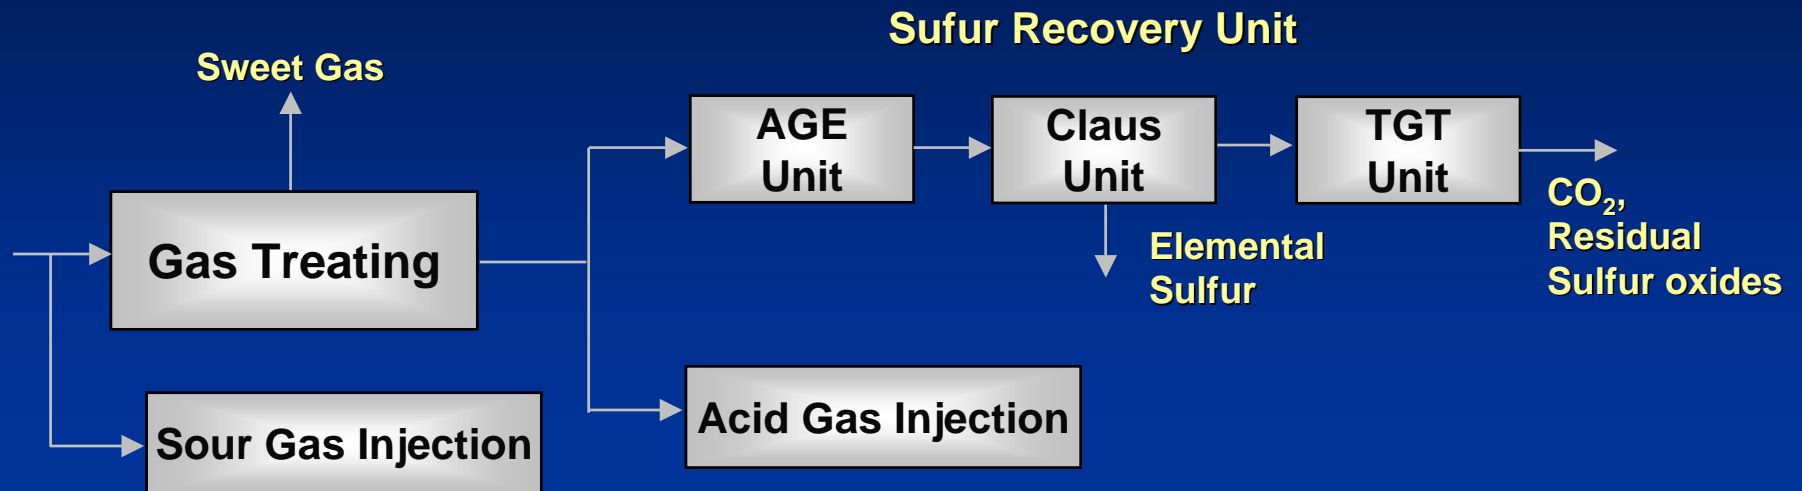 Sufur Recovery Unit
Sweet Gas
AGE
Unit
Claus
Unit
TGT
Unit
CO₂,
Residual
Sulfur oxides
Elemental
Sulfur
Gas Treating
Acid Gas Injection
Sour Gas Injection